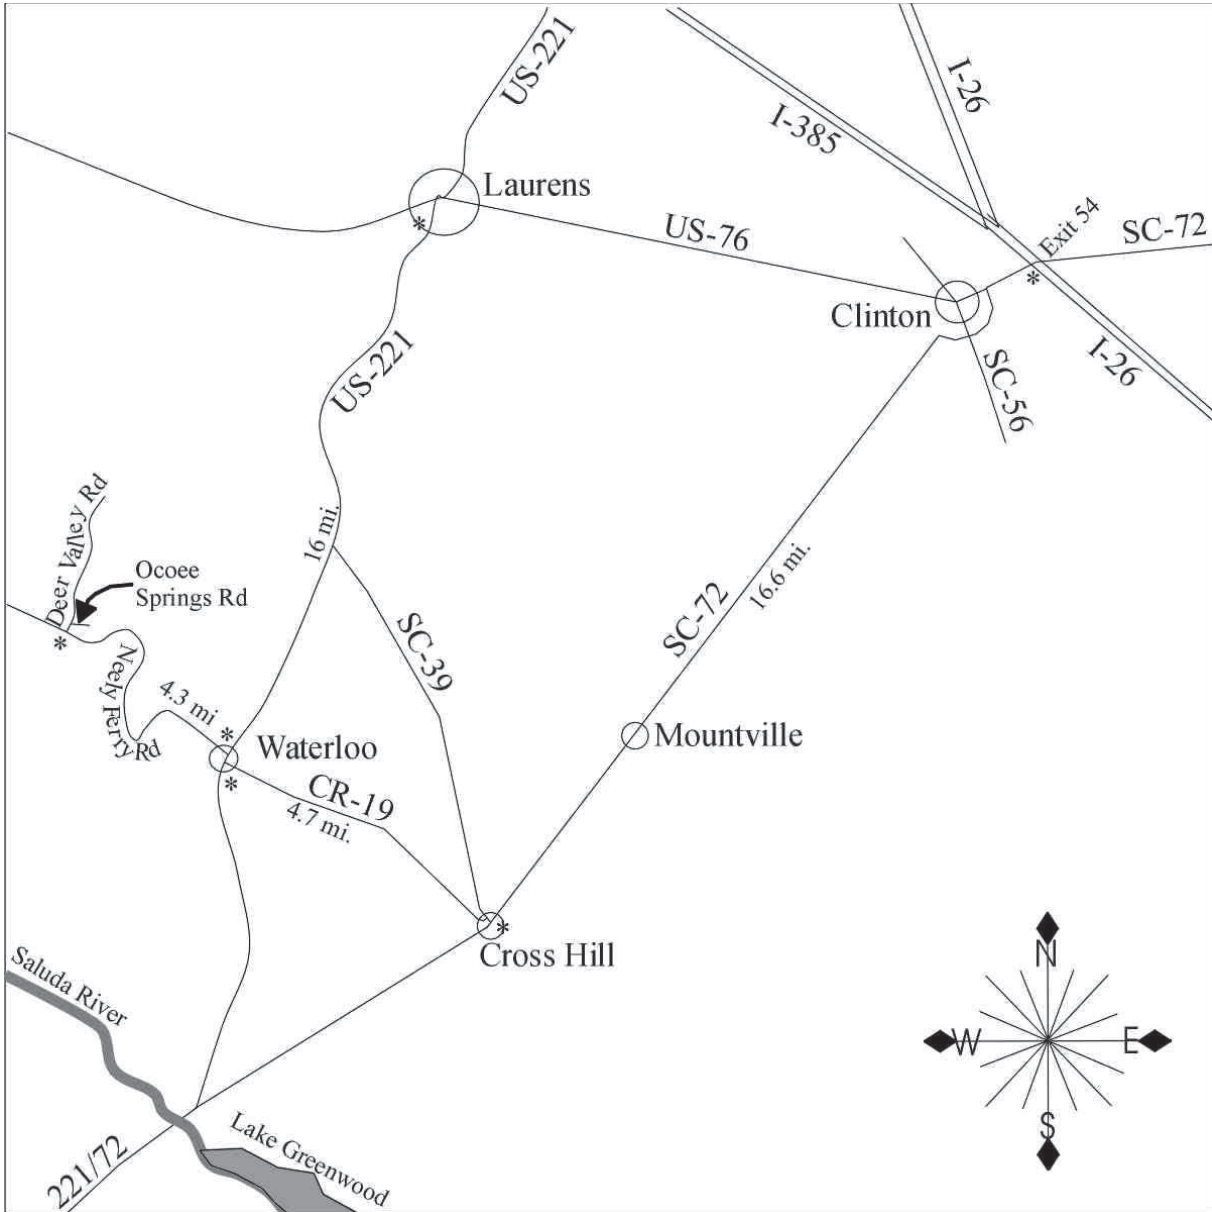 US-221
I-26
I-385
Laurens
*
US-76
Exit 54
SC-72
*
Clinton
US-221
I-26
SC-56
Deer Valley Rd
16 mi.
Ocoee
Springs Rd
*
SC-72
16.6 mi.
SC-39
Neely Ferry Rd
4.3 mi
*
Waterloo
*
Mountville
CR-19
4.7 mi.
*
Cross Hill
Saluda River
N
W
E
S
Lake Greenwood
221/72